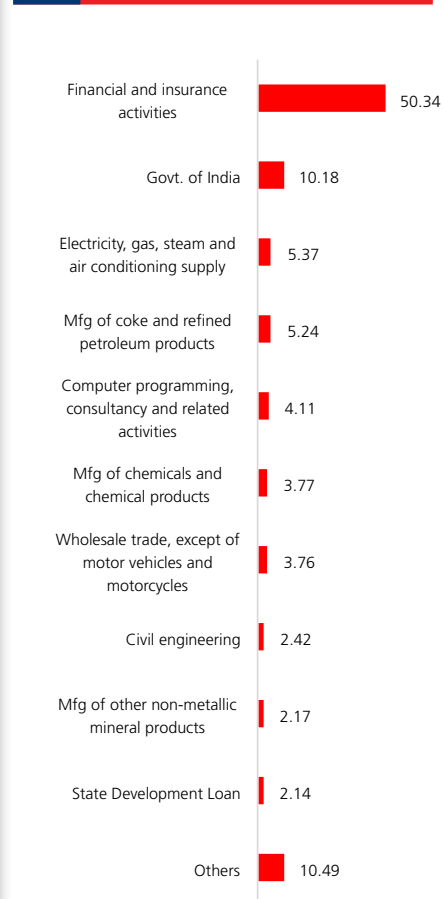 Financial and insurance
activities
50.34
Govt. of India
10.18
Electricity, gas, steam and
air conditioning supply
5.37
Mfg of coke and refined
petroleum products
5.24
Computer programming,
consultancy and related
activities
4.11
Mfg of chemicals and
chemical products
3.77
Wholesale trade, except of
motor vehicles and
motorcycles
3.76
Civil engineering
2.42
Mfg of other non-metallic
mineral products
2.17
State Development Loan
2.14
Others
10.49